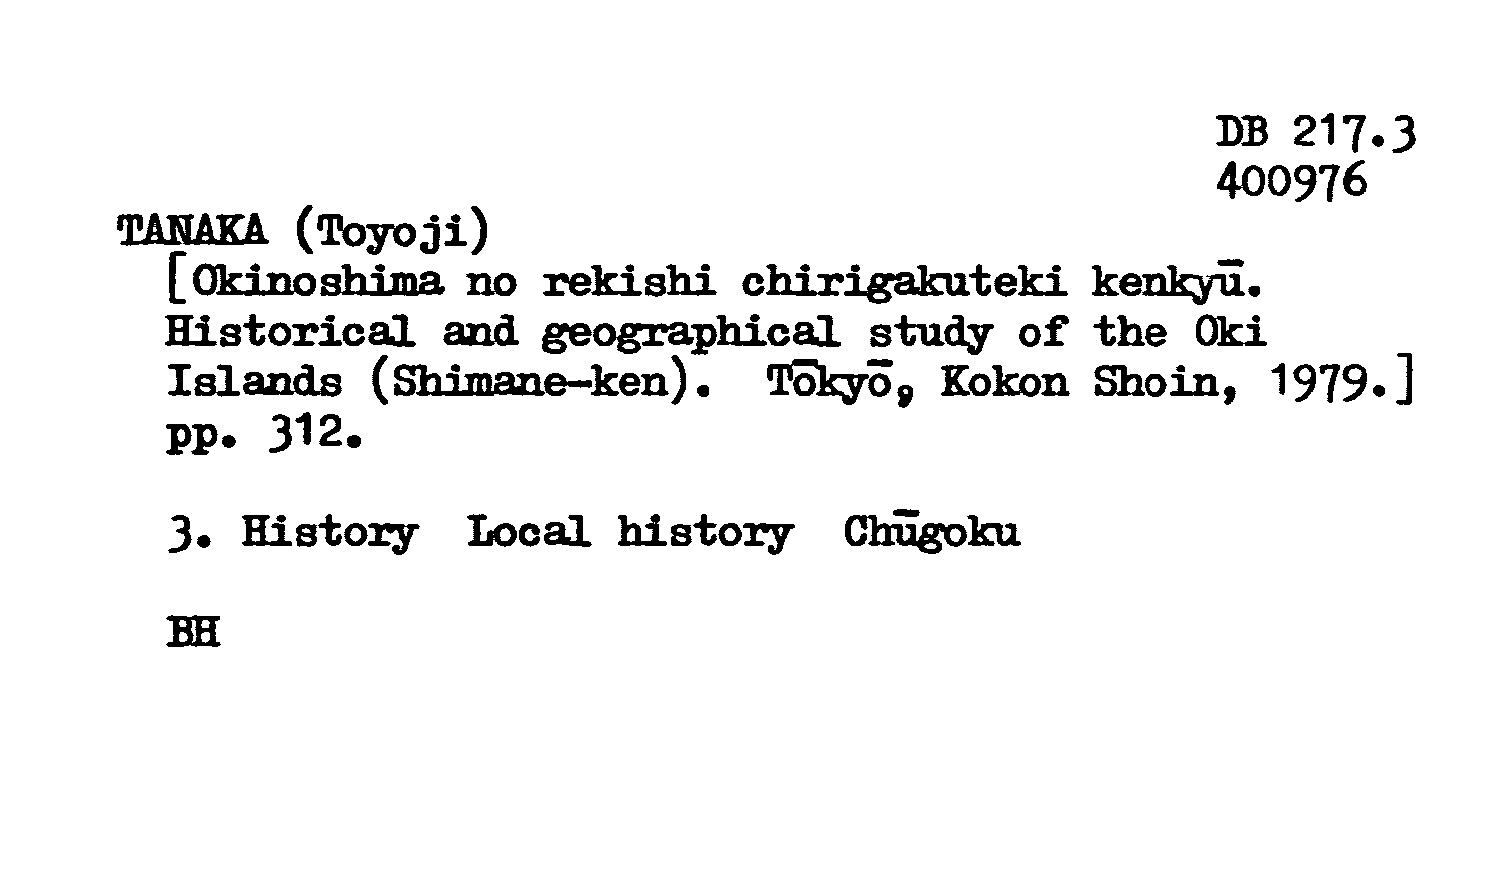 DB 217.3
400976
TANAKA (Toyoji)
[Okinoshima no rekishi chirigakuteki kenkyū.
Historical and geographical study of the Oki
Islands (Shimane-ken). Tōkyō, Kokon Shoin, 1979.]
pp. 312.
3. History Local history Chūgoku
BH